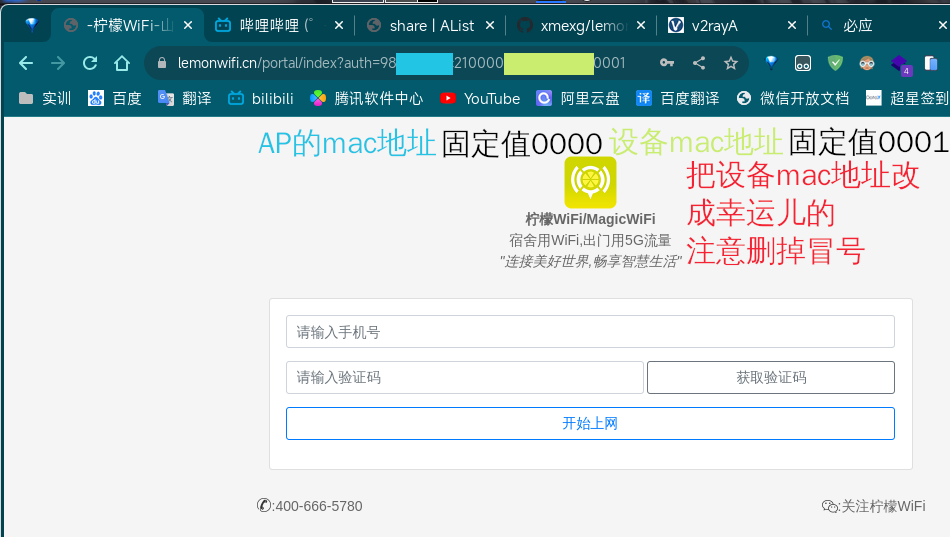 -柠檬WiFi-山
哔哩哔哩 (゜
share | AList
xmexg/lemo
v2rayA
必应
lemonwifi.cn/portal/index?auth=98 210000 0001
4
实训 百度 翻译 bilibili 腾讯软件中心 YouTube 阿里云盘 百度翻译 微信开放文档 超星签到
AP的mac地址 固定值0000 设备mac地址 固定值0001
把设备mac地址改
成幸运儿的
注意删掉冒号
柠檬WiFi/MagicWiFi
宿舍用WiFi,出门用5G流量
"连接美好世界,畅享智慧生活"
请输入手机号
请输入验证码 获取验证码
开始上网
✆:400-666-5780 :关注柠檬WiFi